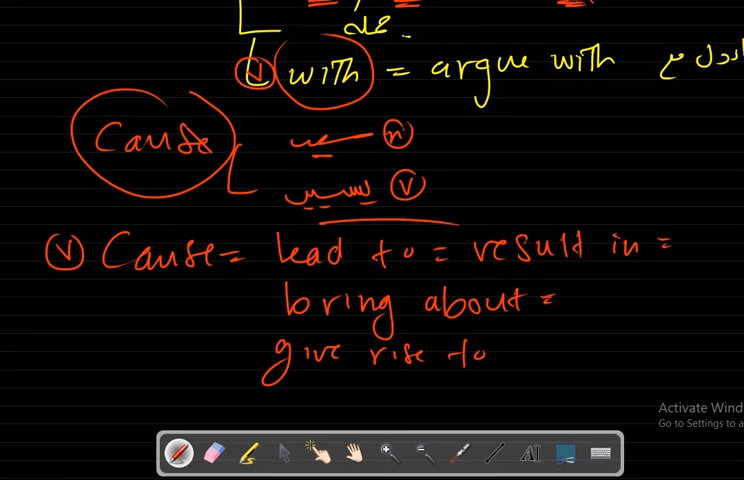 with = argue with
Cause
سبب (n)
يسبب (v)
(v) Cause = lead to = result in =
bring about =
give rise to
Activate Wind
Go to Settings to a
AI